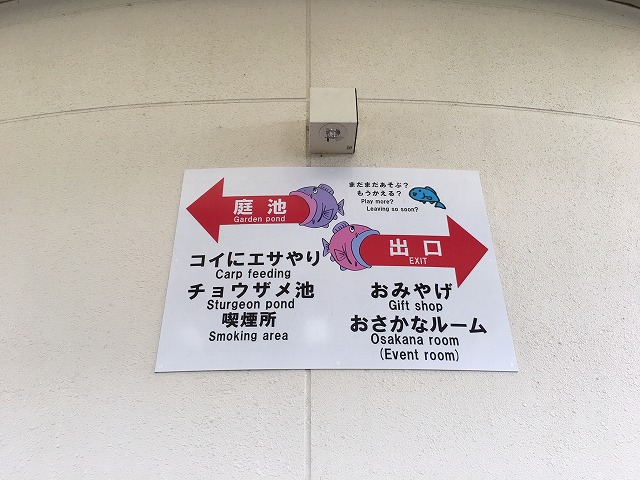 まだまだあそぶ？
もうかえる？
Play more?
Leaving so soon?
庭池
Garden pond
出口
EXIT
コイにエサやり
Carp feeding
チョウザメ池
Sturgeon pond
喫煙所
Smoking area
おみやげ
Gift shop
おさかなルーム
Osakana room
(Event room)